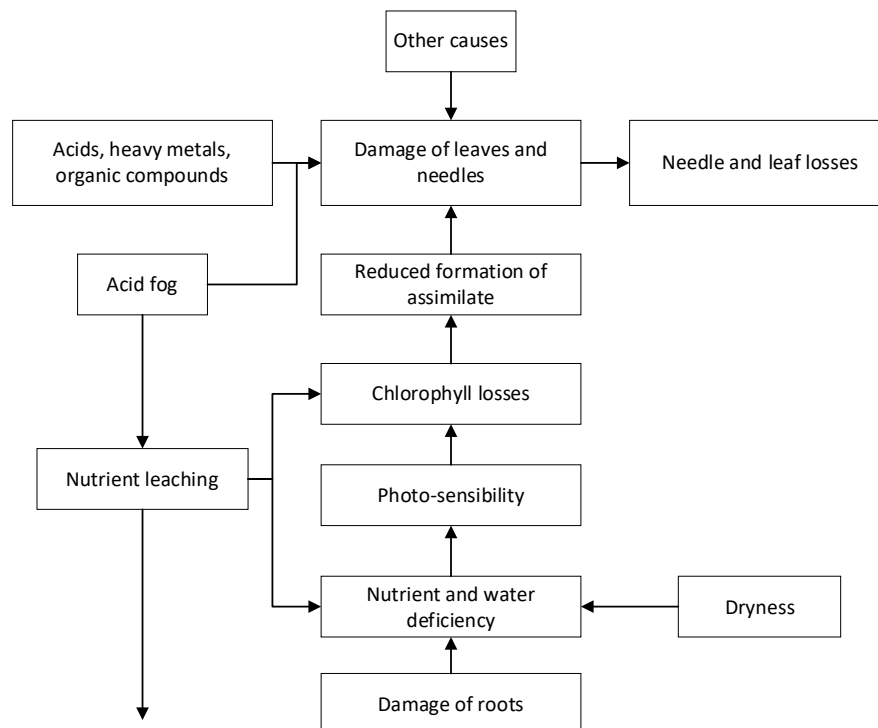 Other causes
Acids, heavy metals,
organic compounds
Damage of leaves and
needles
Needle and leaf losses
Acid fog
Reduced formation of
assimilate
Chlorophyll losses
Nutrient leaching
Photo-sensibility
Nutrient and water
deficiency
Dryness
Damage of roots